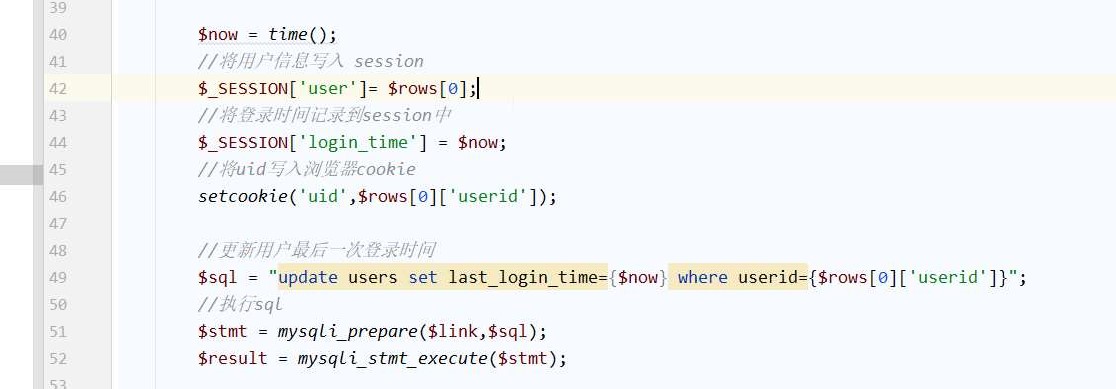 39
40 $now = time();
41 //将用户信息写入 session
42 $_SESSION['user']= $rows[0];
43 //将登录时间记录到session中
44 $_SESSION['login_time'] = $now;
45 //将uid写入浏览器cookie
46 setcookie('uid',$rows[0]['userid']);
47
48 //更新用户最后一次登录时间
49 $sql = "update users set last_login_time={$now} where userid={$rows[0]['userid']}";
50 //执行sql
51 $stmt = mysqli_prepare($link,$sql);
52 $result = mysqli_stmt_execute($stmt);
53